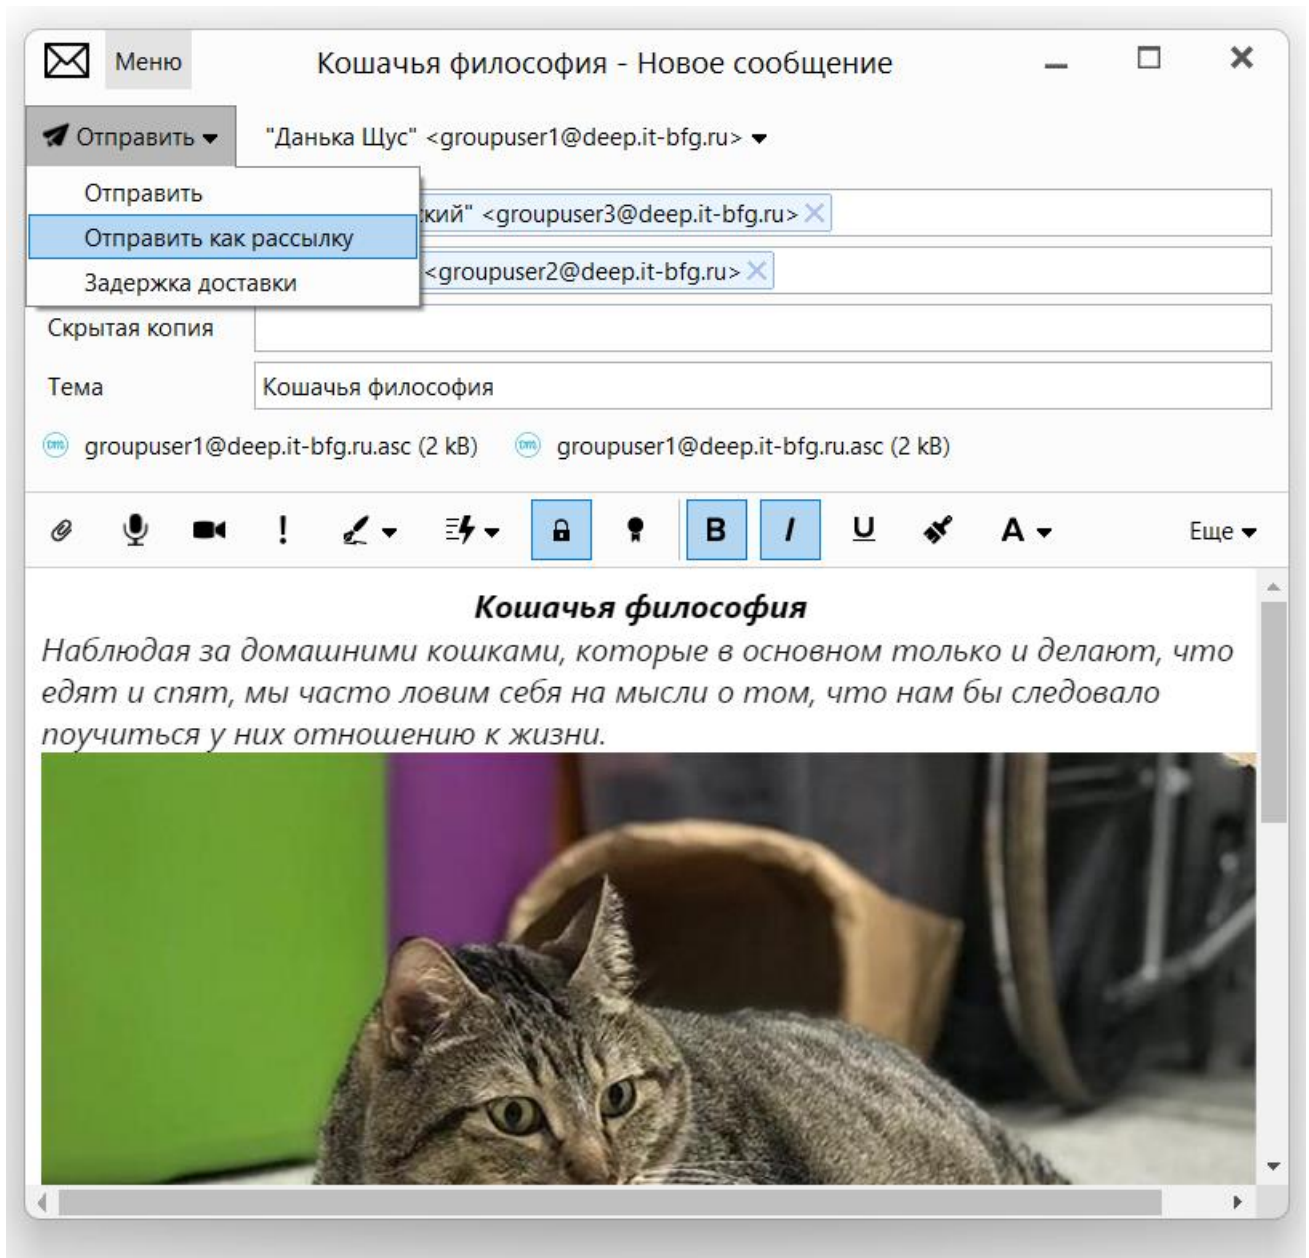 Меню
Кошачья философия - Новое сообщение
Отправить
"Данька Щус" <groupuser1@deep.it-bfg.ru>
Отправить
Отправить как рассылку
Задержка доставки
<groupuser3@deep.it-bfg.ru>
<groupuser2@deep.it-bfg.ru>
Скрытая копия
Тема Кошачья философия
groupuser1@deep.it-bfg.ru.asc (2 kB) groupuser1@deep.it-bfg.ru.asc (2 kB)
B I U A Еще
Кошачья философия
Наблюдая за домашними кошками, которые в основном только и делают, что
едят и спят, мы часто ловим себя на мысли о том, что нам бы следовало
поучиться у них отношению к жизни.